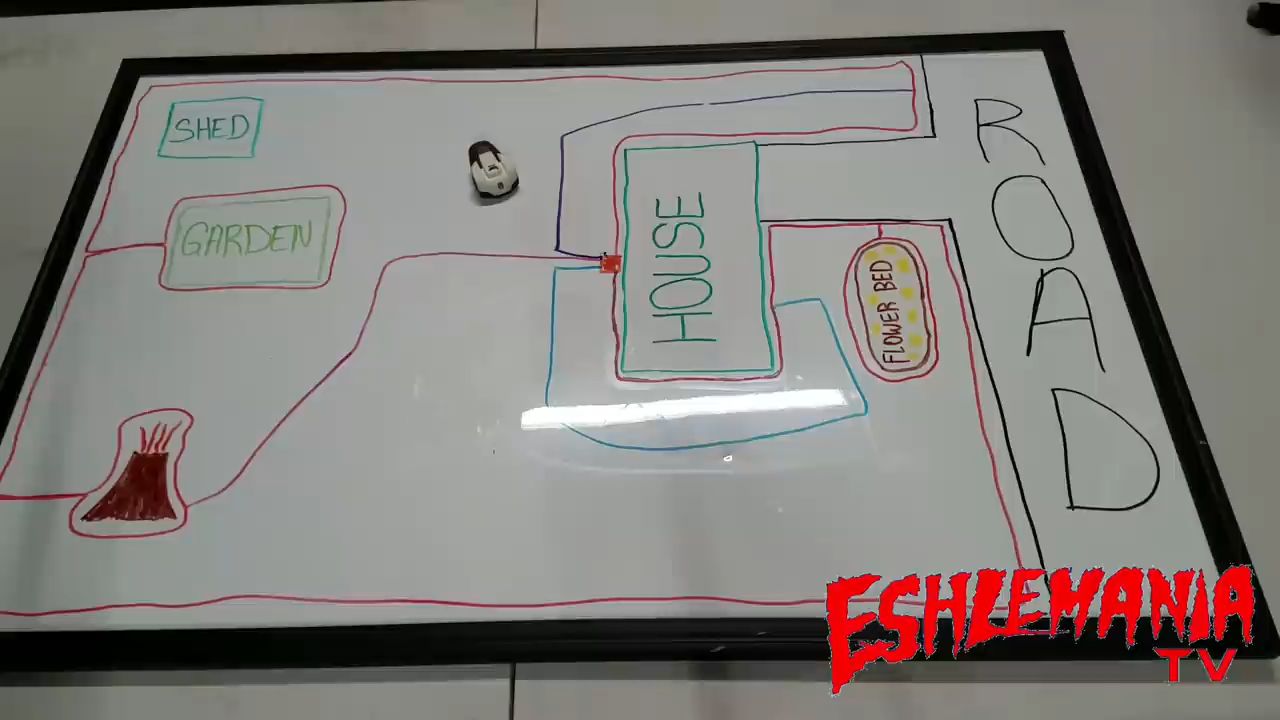 SHED
GARDEN
HOUSE
FLOWER BED
ROAD
ESHLEMANIA
TV